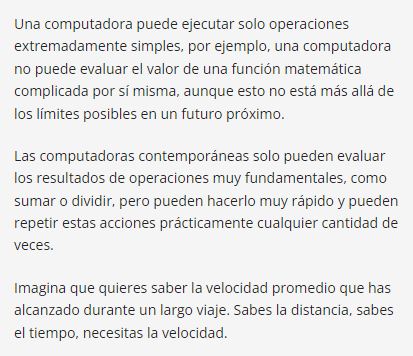 Una computadora puede ejecutar solo operaciones
extremadamente simples, por ejemplo, una computadora
no puede evaluar el valor de una función matemática
complicada por sí misma, aunque esto no está más allá de
los límites posibles en un futuro próximo.
Las computadoras contemporáneas solo pueden evaluar
los resultados de operaciones muy fundamentales, como
sumar o dividir, pero pueden hacerlo muy rápido y pueden
repetir estas acciones prácticamente cualquier cantidad de
veces.
Imagina que quieres saber la velocidad promedio que has
alcanzado durante un largo viaje. Sabes la distancia, sabes
el tiempo, necesitas la velocidad.